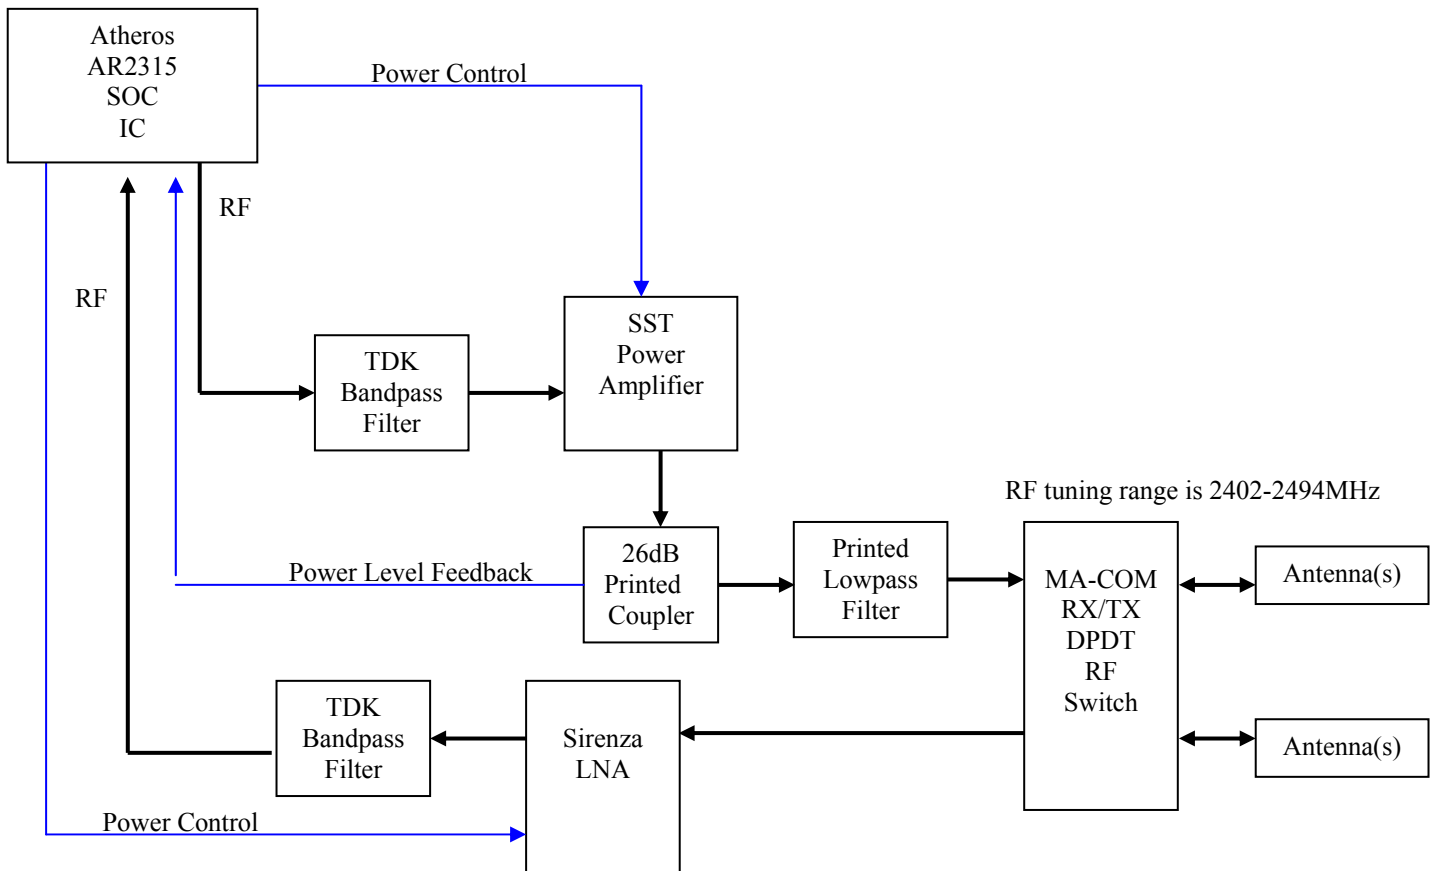 Atheros
AR2315
SOC
IC
Power Control
RF
RF
SST
Power
Amplifier
TDK
Bandpass
Filter
RF tuning range is 2402-2494MHz
26dB
Printed
Coupler
Power Level Feedback
Printed
Lowpass
Filter
MA-COM
RX/TX
DPDT
RF
Switch
Antenna(s)
TDK
Bandpass
Filter
Sirenza
LNA
Antenna(s)
Power Control